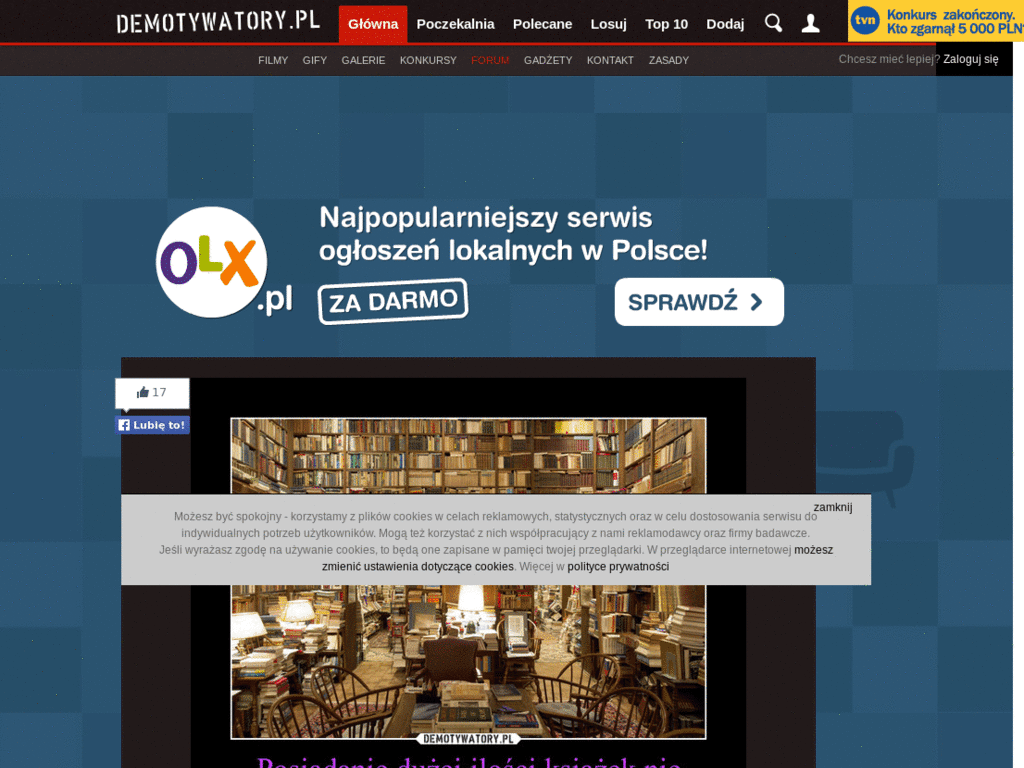 DEMOTYWATORY.PL
Główna Poczekalnia Polecane Losuj Top 10 Dodaj
tvn Konkurs zakończony.
Kto zgarnął 5 000 PLN?
FILMY GIFY GALERIE KONKURSY FORUM GADŻETY KONTAKT ZASADY
Chcesz mieć lepiej? Zaloguj się
OLX.pl
Najpopularniejszy serwis
ogłoszeń lokalnych w Polsce!
ZA DARMO
SPRAWDŹ
17
Lubię to!
zamknij
Możesz być spokojny - korzystamy z plików cookies w celach reklamowych, statystycznych oraz w celu dostosowania serwisu do
indywidualnych potrzeb użytkowników. Mogą też korzystać z nich współpracujący z nami reklamodawcy oraz firmy badawcze.
Jeśli wyrażasz zgodę na używanie cookies, to będą one zapisane w pamięci twojej przeglądarki. W przeglądarce internetowej możesz
zmienić ustawienia dotyczące cookies. Więcej w polityce prywatności
DEMOTYWATORY.PL
Posiadanie dużej ilości książek nie